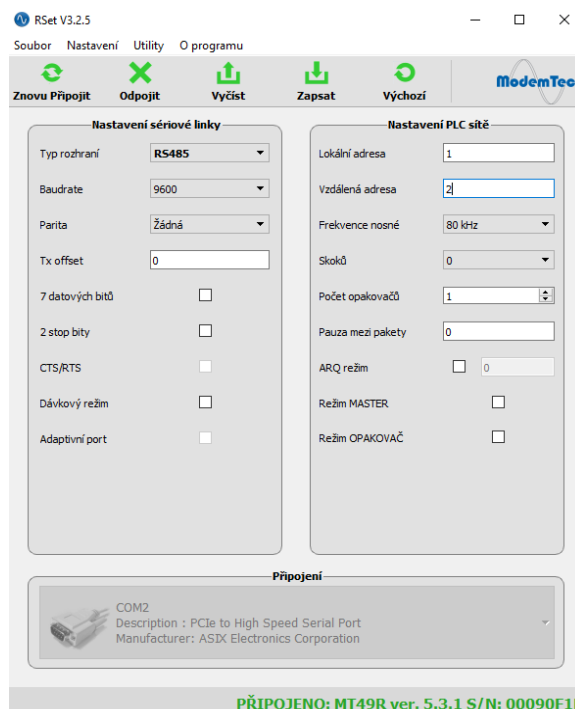 RSet V3.2.5
Soubor Nastavení Utility O programu
Znovu Připojit Odpojit Vyčíst Zapsat Výchozí ModemTec
Nastavení sériové linky
Typ rozhraní RS485
Baudrate 9600
Parita Žádná
Tx offset 0
7 datových bitů
2 stop bity
CTS/RTS
Dávkový režim
Adaptivní port
Nastavení PLC sítě
Lokální adresa 1
Vzdálená adresa 2
Frekvence nosné 80 kHz
Skoků 0
Počet opakovačů 1
Pauza mezi pakety 0
ARQ režim 0
Režim MASTER
Režim OPAKOVAČ
Připojení
COM2
Description : PCIe to High Speed Serial Port
Manufacturer: ASIX Electronics Corporation
PŘIPOJENO: MT49R ver. 5.3.1 S/N: 00090F1